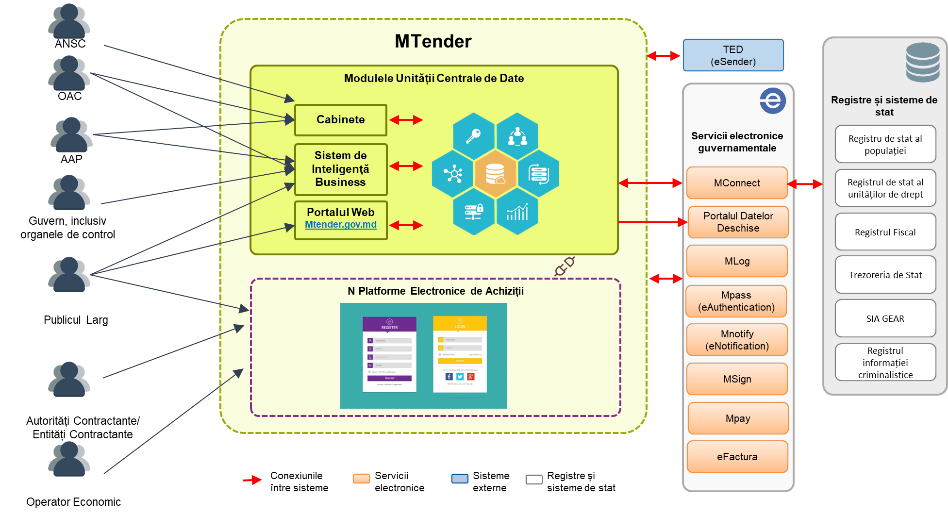 ANSC
OAC
AAP
Guvern, inclusiv
organele de control
Publicul Larg
Autorități Contractante/
Entități Contractante
Operator Economic
MTender
Modulele Unității Centrale de Date
Cabinete
Sistem de
Inteligență
Business
Portalul Web
Mtender.gov.md
N Platforme Electronice de Achiziții
REGISTER
LOGIN
TED
(eSender)
Servicii electronice
guvernamentale
MConnect
Portalul Datelor
Deschise
MLog
Mpass
(eAuthentication)
Mnotify
(eNotification)
MSign
Mpay
eFactura
Registre și sisteme de
stat
Registru de stat al
populației
Registrul de stat al
unităților de drept
Registrul Fiscal
Trezoreria de Stat
SIA GEAR
Registrul
informației
criminalistice
Conexiunile
între sisteme
Servicii
electronice
Sisteme
externe
Registre și
sisteme de stat